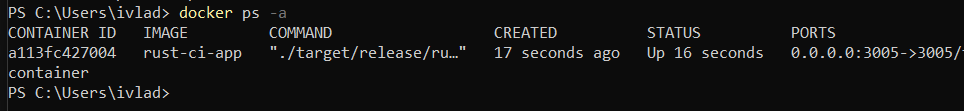 PS C:\Users\ivlad> docker ps -a
CONTAINER ID   IMAGE         COMMAND                  CREATED          STATUS          PORTS
a113fc427004   rust-ci-app   "./target/release/ru…"   17 seconds ago   Up 16 seconds   0.0.0.0:3005->3005/
container
PS C:\Users\ivlad>